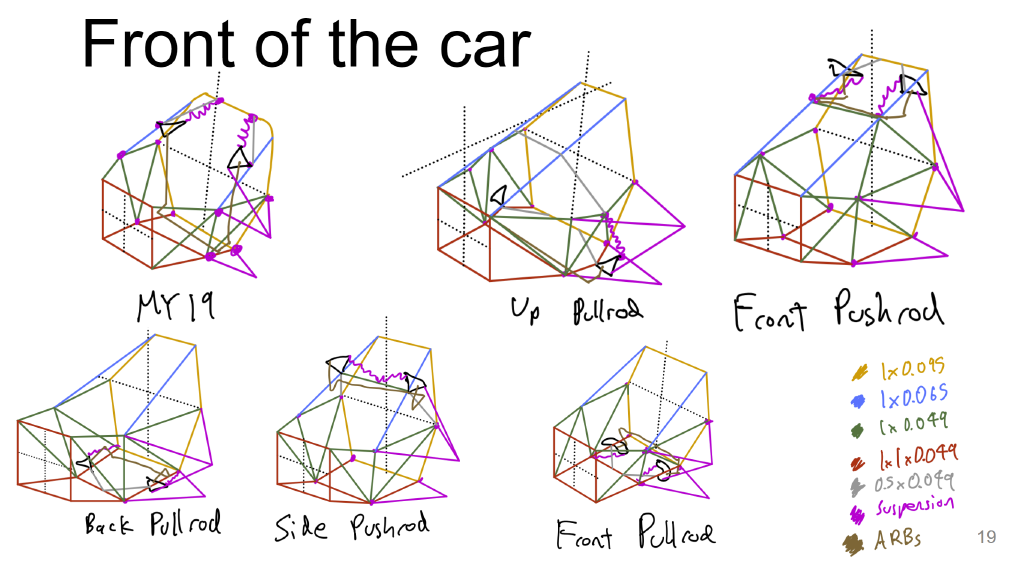 Front of the car
MY19
Up Pullrod
Front Pushrod
Back Pullrod
Side Pushrod
Front Pullrod
1x0.095
1x0.065
1x0.049
1x1x0.049
0.5x0.049
Suspension
ARBs
19